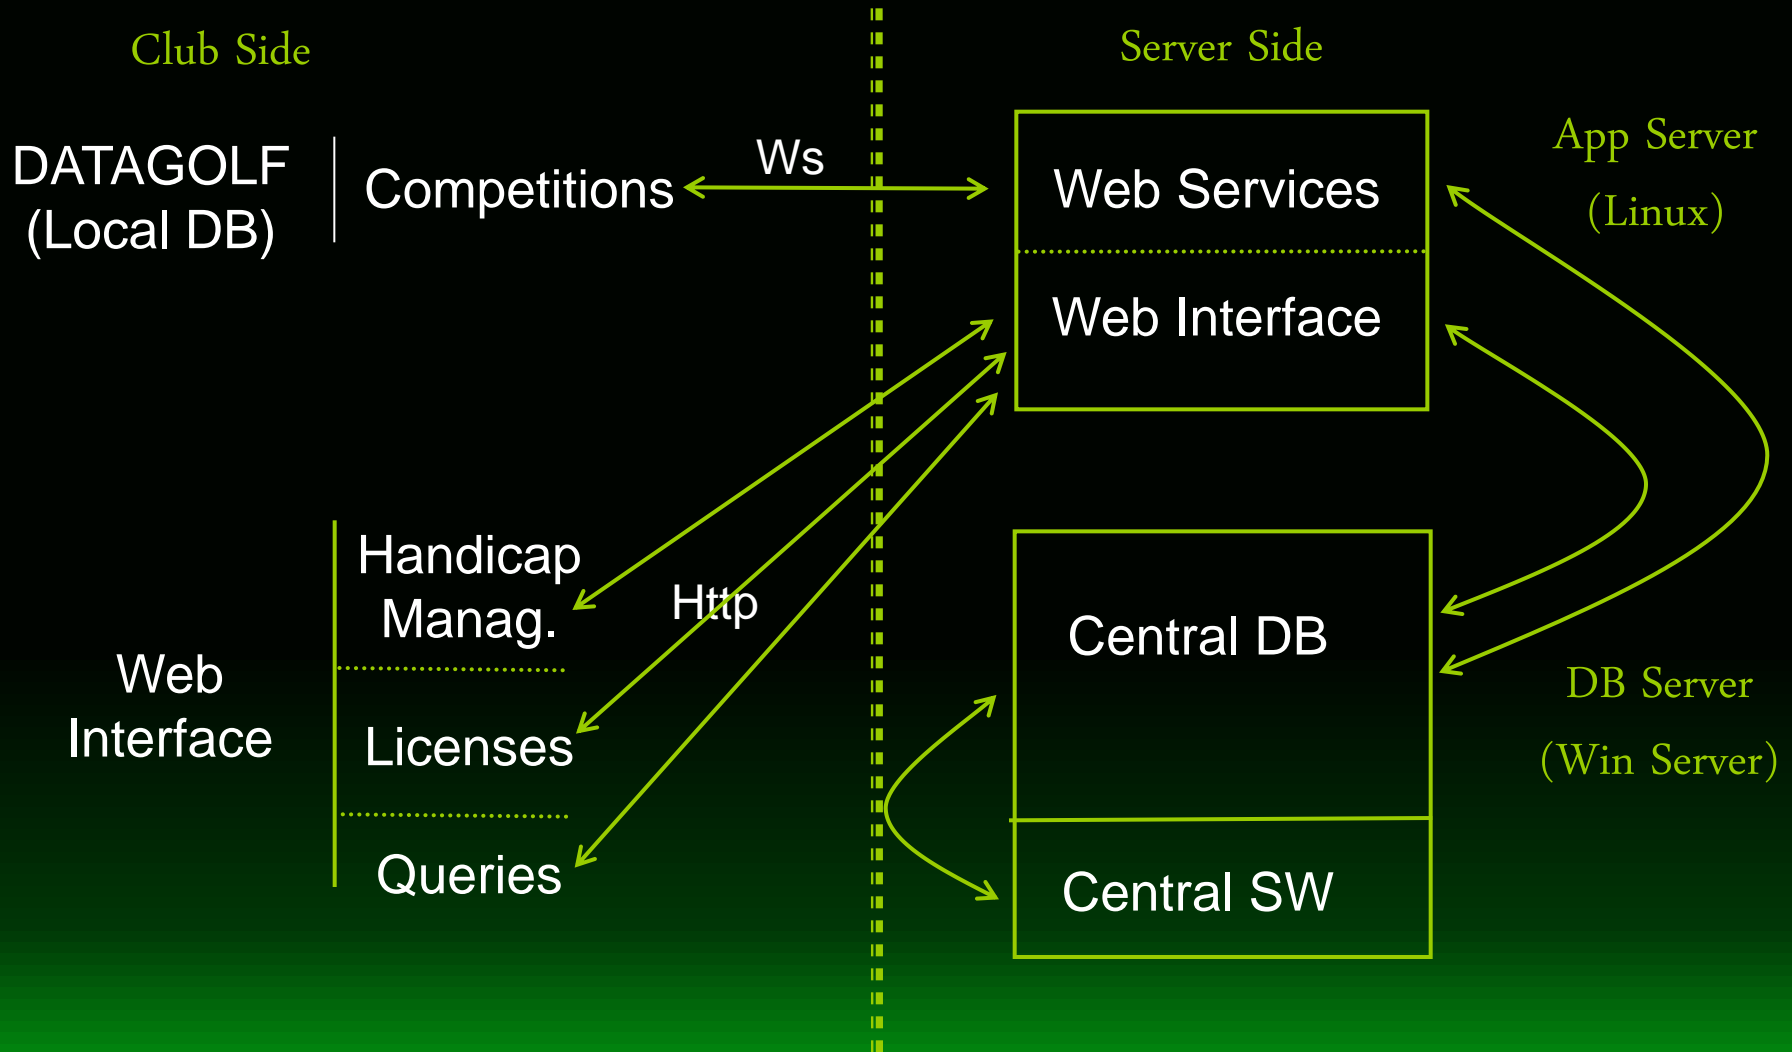 Club Side
Server Side
DATAGOLF
(Local DB)
Competitions
Ws
Web Services
Web Interface
App Server
(Linux)
Web
Interface
Handicap
Manag.
Licenses
Queries
Http
Central DB
Central SW
DB Server
(Win Server)